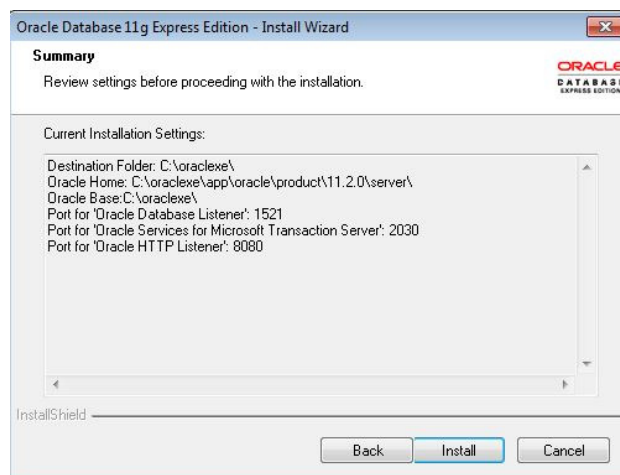 Oracle Database 11g Express Edition - Install Wizard
Summary
Review settings before proceeding with the installation.
ORACLE
DATABASE
EXPRESS EDITION
Current Installation Settings:
Destination Folder: C:\oraclexe\
Oracle Home: C:\oraclexe\app\oracle\product\11.2.0\server\
Oracle Base:C:\oraclexe\
Port for 'Oracle Database Listener': 1521
Port for 'Oracle Services for Microsoft Transaction Server': 2030
Port for 'Oracle HTTP Listener': 8080
InstallShield
Back
Install
Cancel